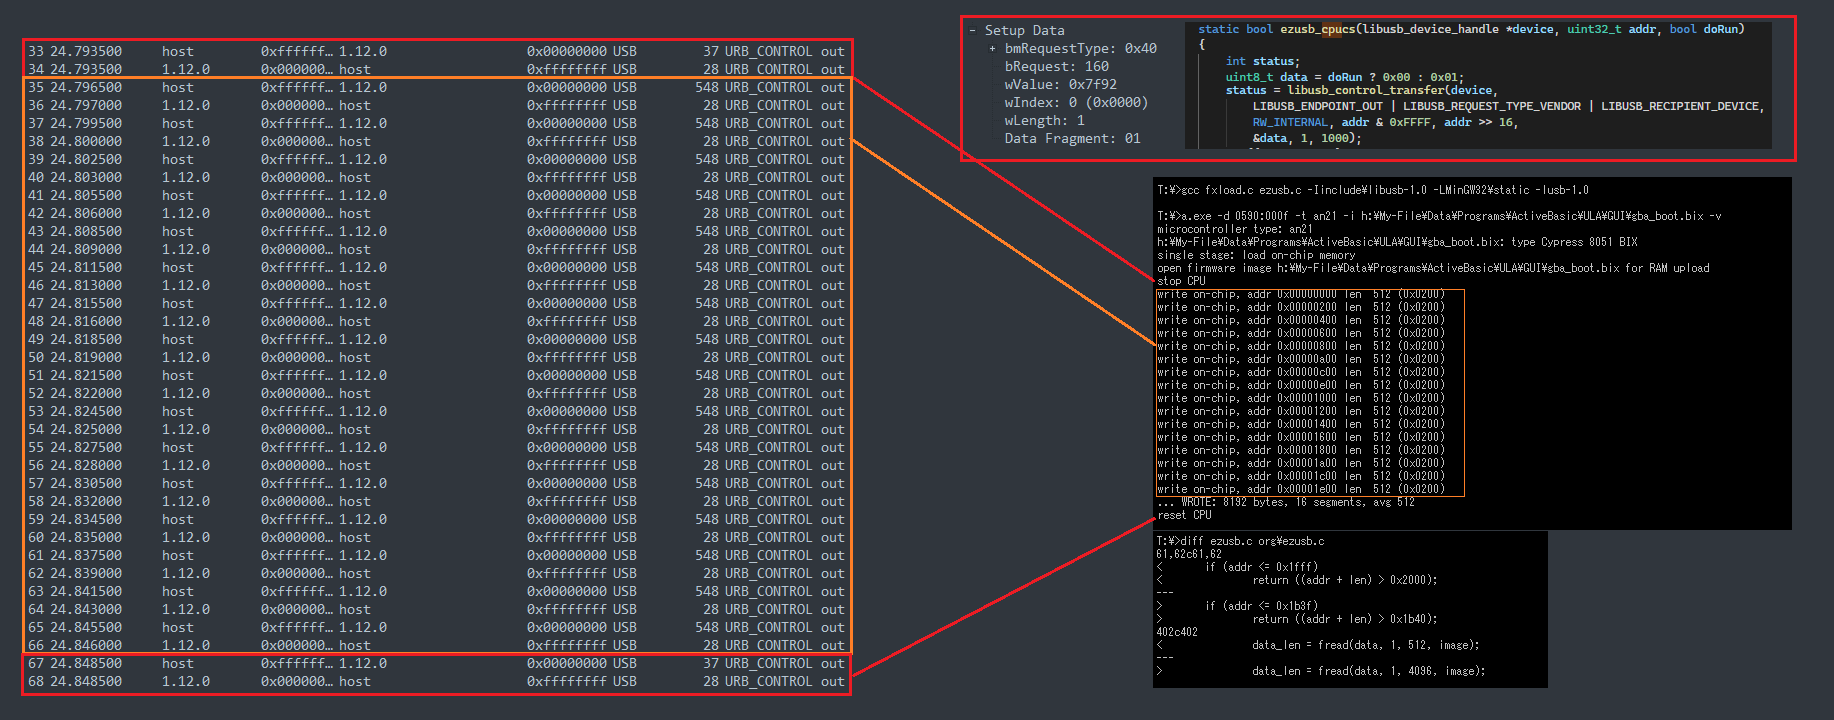 33 24.793500 host 0xffffff… 1.12.0 0x00000000 USB 37 URB_CONTROL out
34 24.793500 1.12.0 0x000000… host 0xffffffff USB 28 URB_CONTROL out
35 24.796500 host 0xffffff… 1.12.0 0x00000000 USB 548 URB_CONTROL out
36 24.797000 1.12.0 0x000000… host 0xffffffff USB 28 URB_CONTROL out
37 24.799500 host 0xffffff… 1.12.0 0x00000000 USB 548 URB_CONTROL out
38 24.800000 1.12.0 0x000000… host 0xffffffff USB 28 URB_CONTROL out
39 24.802500 host 0xffffff… 1.12.0 0x00000000 USB 548 URB_CONTROL out
40 24.803000 1.12.0 0x000000… host 0xffffffff USB 28 URB_CONTROL out
41 24.805500 host 0xffffff… 1.12.0 0x00000000 USB 548 URB_CONTROL out
42 24.806000 1.12.0 0x000000… host 0xffffffff USB 28 URB_CONTROL out
43 24.808500 host 0xffffff… 1.12.0 0x00000000 USB 548 URB_CONTROL out
44 24.809000 1.12.0 0x000000… host 0xffffffff USB 28 URB_CONTROL out
45 24.811500 host 0xffffff… 1.12.0 0x00000000 USB 548 URB_CONTROL out
46 24.813000 1.12.0 0x000000… host 0xffffffff USB 28 URB_CONTROL out
47 24.815500 host 0xffffff… 1.12.0 0x00000000 USB 548 URB_CONTROL out
48 24.816000 1.12.0 0x000000… host 0xffffffff USB 28 URB_CONTROL out
49 24.818500 host 0xffffff… 1.12.0 0x00000000 USB 548 URB_CONTROL out
50 24.819000 1.12.0 0x000000… host 0xffffffff USB 28 URB_CONTROL out
51 24.821500 host 0xffffff… 1.12.0 0x00000000 USB 548 URB_CONTROL out
52 24.822000 1.12.0 0x000000… host 0xffffffff USB 28 URB_CONTROL out
53 24.824500 host 0xffffff… 1.12.0 0x00000000 USB 548 URB_CONTROL out
54 24.825000 1.12.0 0x000000… host 0xffffffff USB 28 URB_CONTROL out
55 24.827500 host 0xffffff… 1.12.0 0x00000000 USB 548 URB_CONTROL out
56 24.828000 1.12.0 0x000000… host 0xffffffff USB 28 URB_CONTROL out
57 24.830500 host 0xffffff… 1.12.0 0x00000000 USB 548 URB_CONTROL out
58 24.832000 1.12.0 0x000000… host 0xffffffff USB 28 URB_CONTROL out
59 24.834500 host 0xffffff… 1.12.0 0x00000000 USB 548 URB_CONTROL out
60 24.835000 1.12.0 0x000000… host 0xffffffff USB 28 URB_CONTROL out
61 24.837500 host 0xffffff… 1.12.0 0x00000000 USB 548 URB_CONTROL out
62 24.839000 1.12.0 0x000000… host 0xffffffff USB 28 URB_CONTROL out
63 24.841500 host 0xffffff… 1.12.0 0x00000000 USB 548 URB_CONTROL out
64 24.843000 1.12.0 0x000000… host 0xffffffff USB 28 URB_CONTROL out
65 24.845500 host 0xffffff… 1.12.0 0x00000000 USB 548 URB_CONTROL out
66 24.846000 1.12.0 0x000000… host 0xffffffff USB 28 URB_CONTROL out
67 24.848500 host 0xffffff… 1.12.0 0x00000000 USB 37 URB_CONTROL out
68 24.848500 1.12.0 0x000000… host 0xffffffff USB 28 URB_CONTROL out
- Setup Data
+ bmRequestType: 0x40
bRequest: 160
wValue: 0x7f92
wIndex: 0 (0x0000)
wLength: 1
Data Fragment: 01
static bool ezusb_cpucs(libusb_device_handle *device, uint32_t addr, bool doRun)
{
int status;
uint8_t data = doRun ? 0x00 : 0x01;
status = libusb_control_transfer(device,
LIBUSB_ENDPOINT_OUT | LIBUSB_REQUEST_TYPE_VENDOR | LIBUSB_RECIPIENT_DEVICE,
RW_INTERNAL, addr & 0xFFFF, addr >> 16,
&data, 1, 1000);
T:¥>gcc fxload.c ezusb.c -Iinclude¥libusb-1.0 -LMinGW32¥static -lusb-1.0
T:¥>a.exe -d 0590:000f -t an21 -i h:¥My-File¥Data¥Programs¥ActiveBasic¥ULA¥GUI¥gba_boot.bix -v
microcontroller type: an21
h:¥My-File¥Data¥Programs¥ActiveBasic¥ULA¥GUI¥gba_boot.bix: type Cypress 8051 BIX
single stage: load on-chip memory
open firmware image h:¥My-File¥Data¥Programs¥ActiveBasic¥ULA¥GUI¥gba_boot.bix for RAM upload
stop CPU
write on-chip, addr 0x00000000 len 512 (0x0200)
write on-chip, addr 0x00000200 len 512 (0x0200)
write on-chip, addr 0x00000400 len 512 (0x0200)
write on-chip, addr 0x00000600 len 512 (0x0200)
write on-chip, addr 0x00000800 len 512 (0x0200)
write on-chip, addr 0x00000a00 len 512 (0x0200)
write on-chip, addr 0x00000c00 len 512 (0x0200)
write on-chip, addr 0x00000e00 len 512 (0x0200)
write on-chip, addr 0x00001000 len 512 (0x0200)
write on-chip, addr 0x00001200 len 512 (0x0200)
write on-chip, addr 0x00001400 len 512 (0x0200)
write on-chip, addr 0x00001600 len 512 (0x0200)
write on-chip, addr 0x00001800 len 512 (0x0200)
write on-chip, addr 0x00001a00 len 512 (0x0200)
write on-chip, addr 0x00001c00 len 512 (0x0200)
write on-chip, addr 0x00001e00 len 512 (0x0200)
... WROTE: 8192 bytes, 16 segments, avg 512
reset CPU
T:¥>diff ezusb.c org¥ezusb.c
61,62c61,62
< if (addr <= 0x1fff)
< return ((addr + len) > 0x2000);
---
> if (addr <= 0x1b3f)
> return ((addr + len) > 0x1b40);
402c402
< data_len = fread(data, 1, 512, image);
---
> data_len = fread(data, 1, 4096, image);